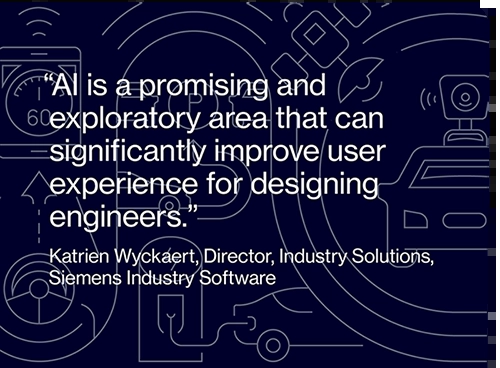 “AI is a promising and
exploratory area that can
significantly improve user
experience for designing
engineers.”
Katrien Wyckaert, Director, Industry Solutions,
Siemens Industry Software
60